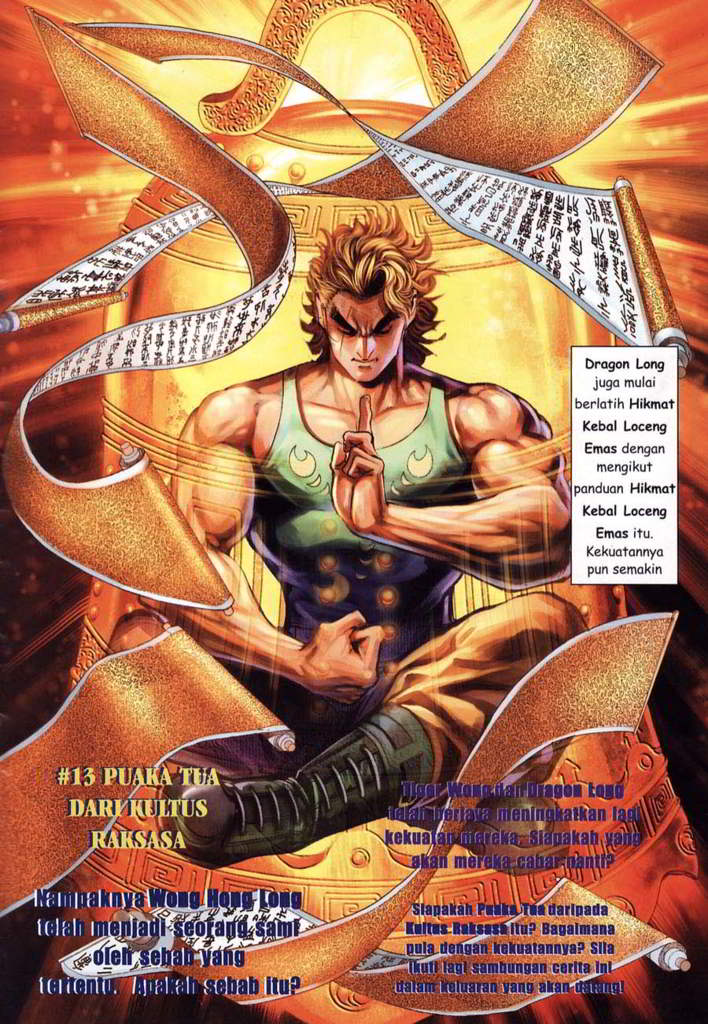 Dragon Long
juga mulai
berlatih Hikmat
Kebal Loceng
Emas dengan
mengikut
panduan Hikmat
Kebal Loceng
Emas itu.
Kekuatannya
pun semakin
#13 PUAKA TUA
DARI KULTUS
RAKSASA
Nampaknya Wong Hong Long
telah menjadi seorang sami
oleh sebab yang
tertentu. Apakah sebab itu?
Tiger Wong dan Dragon Long
telah berjaya meningkatkan lagi
kekuatan mereka. Siapakah yang
akan mereka cabar nanti?
Siapakah Puaka Tua daripada
Kultus Raksasa itu? Bagaimana
pula dengan kekuatannya? Sila
ikuti lagi sambungan cerita ini
dalam keluaran yang akan datang!